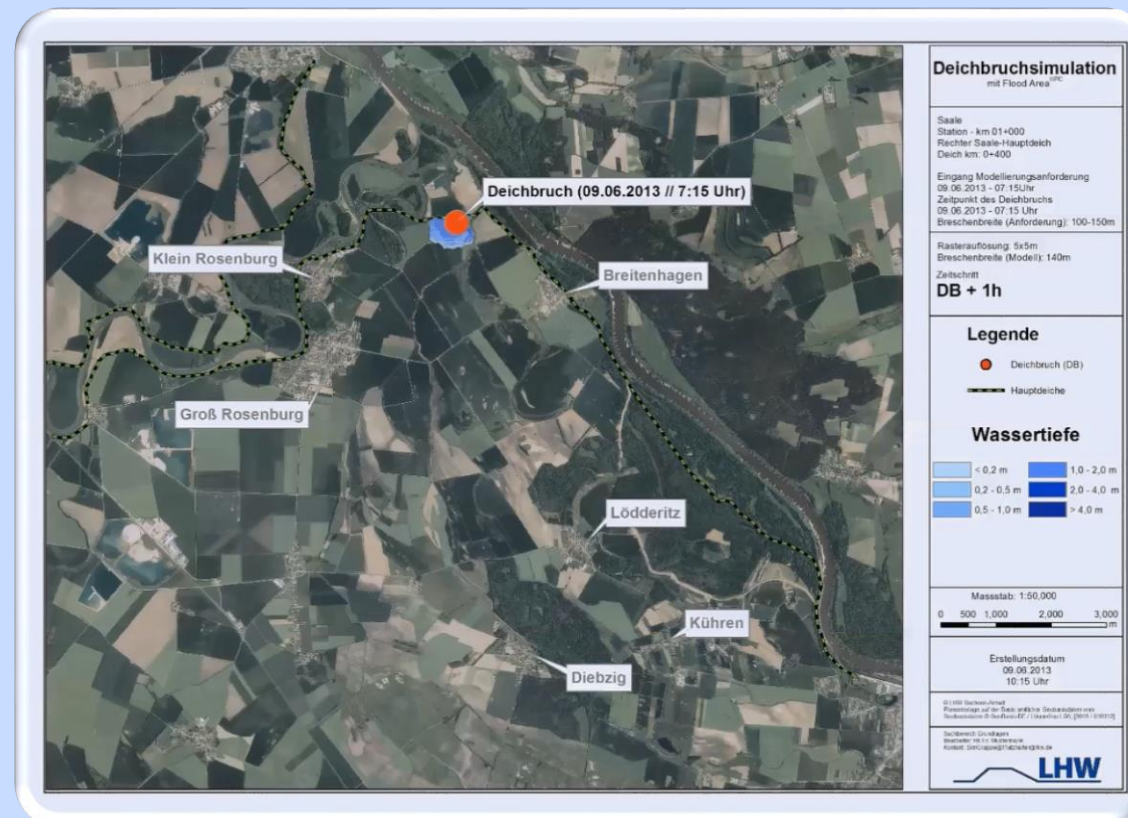 Deichbruch (09.06.2013 // 7:15 Uhr)
Klein Rosenburg
Breitenhagen
Groß Rosenburg
Lödderitz
Kühren
Diebzig
Deichbruchsimulation
mit Flood Area
Saale
Station - km 01+000
Rechter Saale-Hauptdeich
Deich km: 0+400
Eingang Modellierungsanforderung
09.06.2013 - 07:15Uhr
Zeitpunkt des Deichbruchs
09.06.2013 - 07:15 Uhr
Breschenbreite (Anforderung): 100-150m
Rasterauflösung: 5x5m
Breschenbreite (Modell): 140m
Zeitschritt
DB + 1h
Legende
Deichbruch (DB)
Hauptdeiche
Wassertiefe
< 0,2 m
1,0 - 2,0 m
0,2 - 0,5 m
2,0 - 4,0 m
0,5 - 1,0 m
> 4,0 m
Massstab: 1:50,000
0 500 1,000 2,000 3,000
m
Erstellungsdatum
09.06.2013
10:15 Uhr
© LHW Sachsen-Anhalt
Sachbereich Grundlagen
LHW